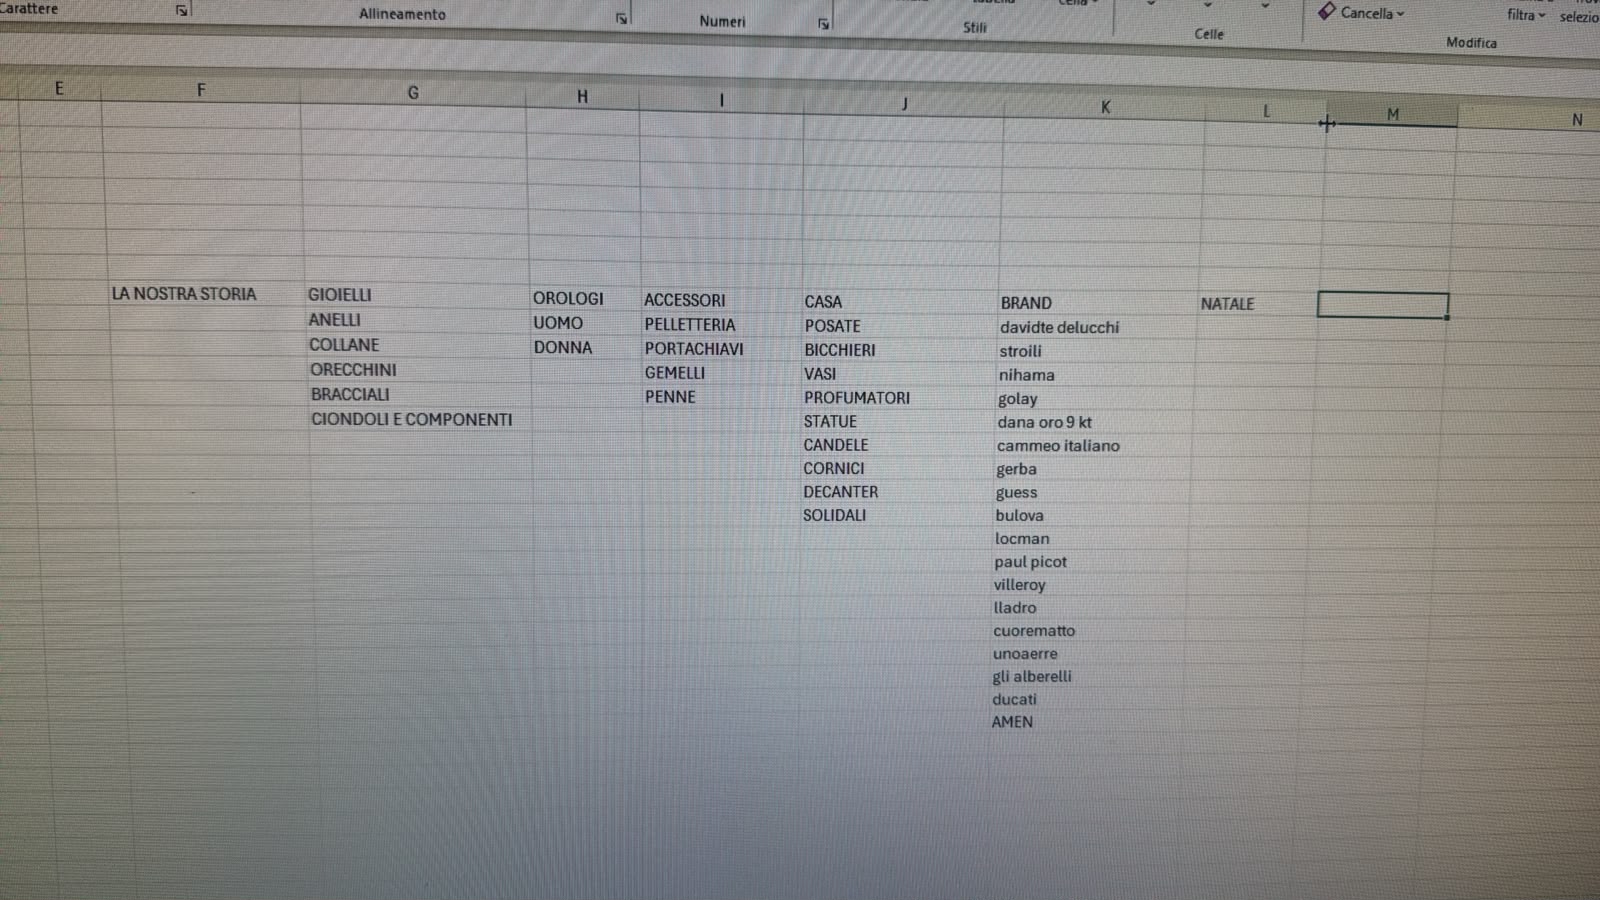 Carattere Allineamento Numeri Stili Celle Cancella filtra Modifica
E F G H I J K L M N
LA NOSTRA STORIA GIOIELLI OROLOGI ACCESSORI CASA BRAND NATALE
ANELLI UOMO PELLETTERIA POSATE davidte delucchi
COLLANE DONNA PORTACHIAVI BICCHIERI stroili
ORECCHINI GEMELLI VASI nihama
BRACCIALI PENNE PROFUMATORI golay
CIONDOLI E COMPONENTI STATUE dana oro 9 kt
CANDELE cammeo italiano
CORNICI gerba
DECANTER guess
SOLIDALI bulova
locman
paul picot
villeroy
lladro
cuorematto
unoaerre
gli alberelli
ducati
AMEN